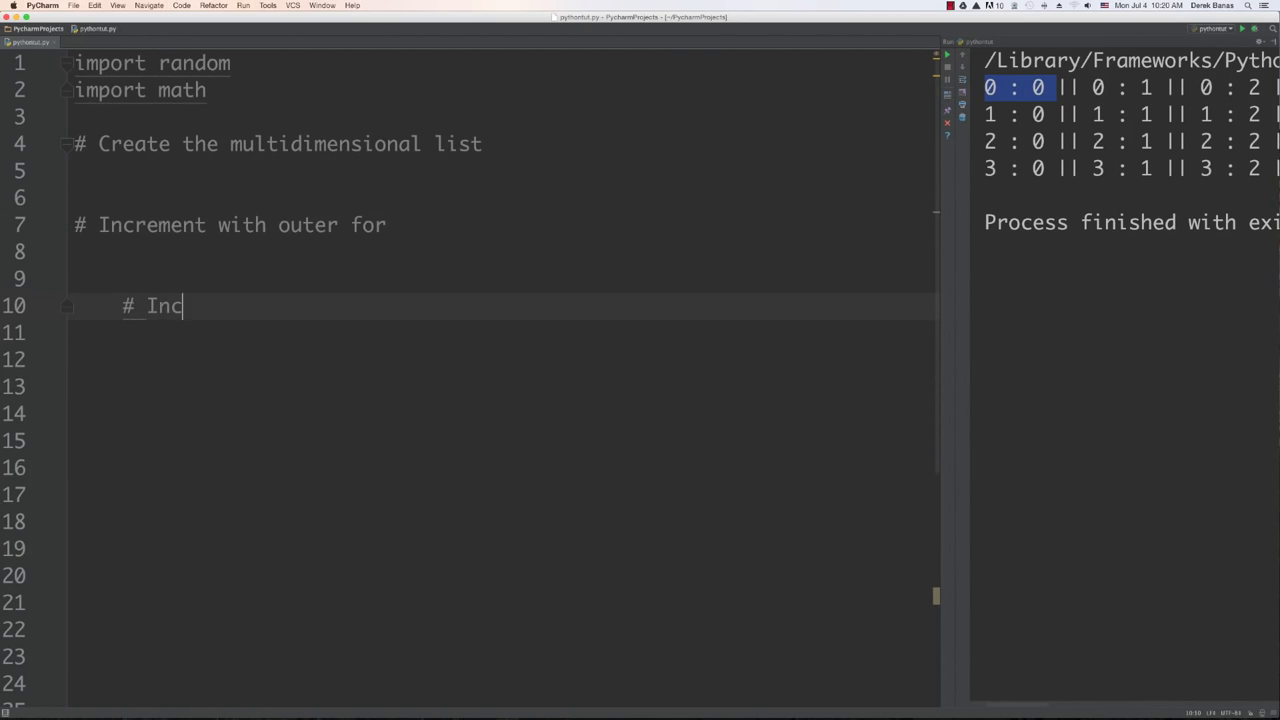 PyCharm File Edit View Navigate Code Refactor Run Tools VCS Window Help
10 Mon Jul 4 10:20 AM Derek Banas
pythontut.py - PycharmProjects - [~/PycharmProjects]
PycharmProjects pythontut.py pythontut
pythontut.py
Run: pythontut
1 import random
2 import math
3
4 # Create the multidimensional list
5
6
7 # Increment with outer for
8
9
10 # Inc
11
12
13
14
15
16
17
18
19
20
21
22
23
24
/Library/Frameworks/Pytho
0 : 0 || 0 : 1 || 0 : 2 |
1 : 0 || 1 : 1 || 1 : 2 |
2 : 0 || 2 : 1 || 2 : 2 |
3 : 0 || 3 : 1 || 3 : 2 |
Process finished with exi
10:10 LF‡ UTF-8‡